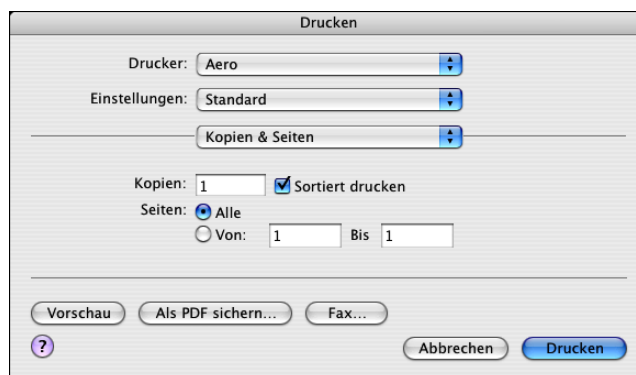 Drucken
Drucker: Aero
Einstellungen: Standard
Kopien & Seiten
Kopien: 1 Sortiert drucken
Seiten: Alle
Von: 1 Bis 1
Vorschau Als PDF sichern... Fax...
? Abbrechen Drucken